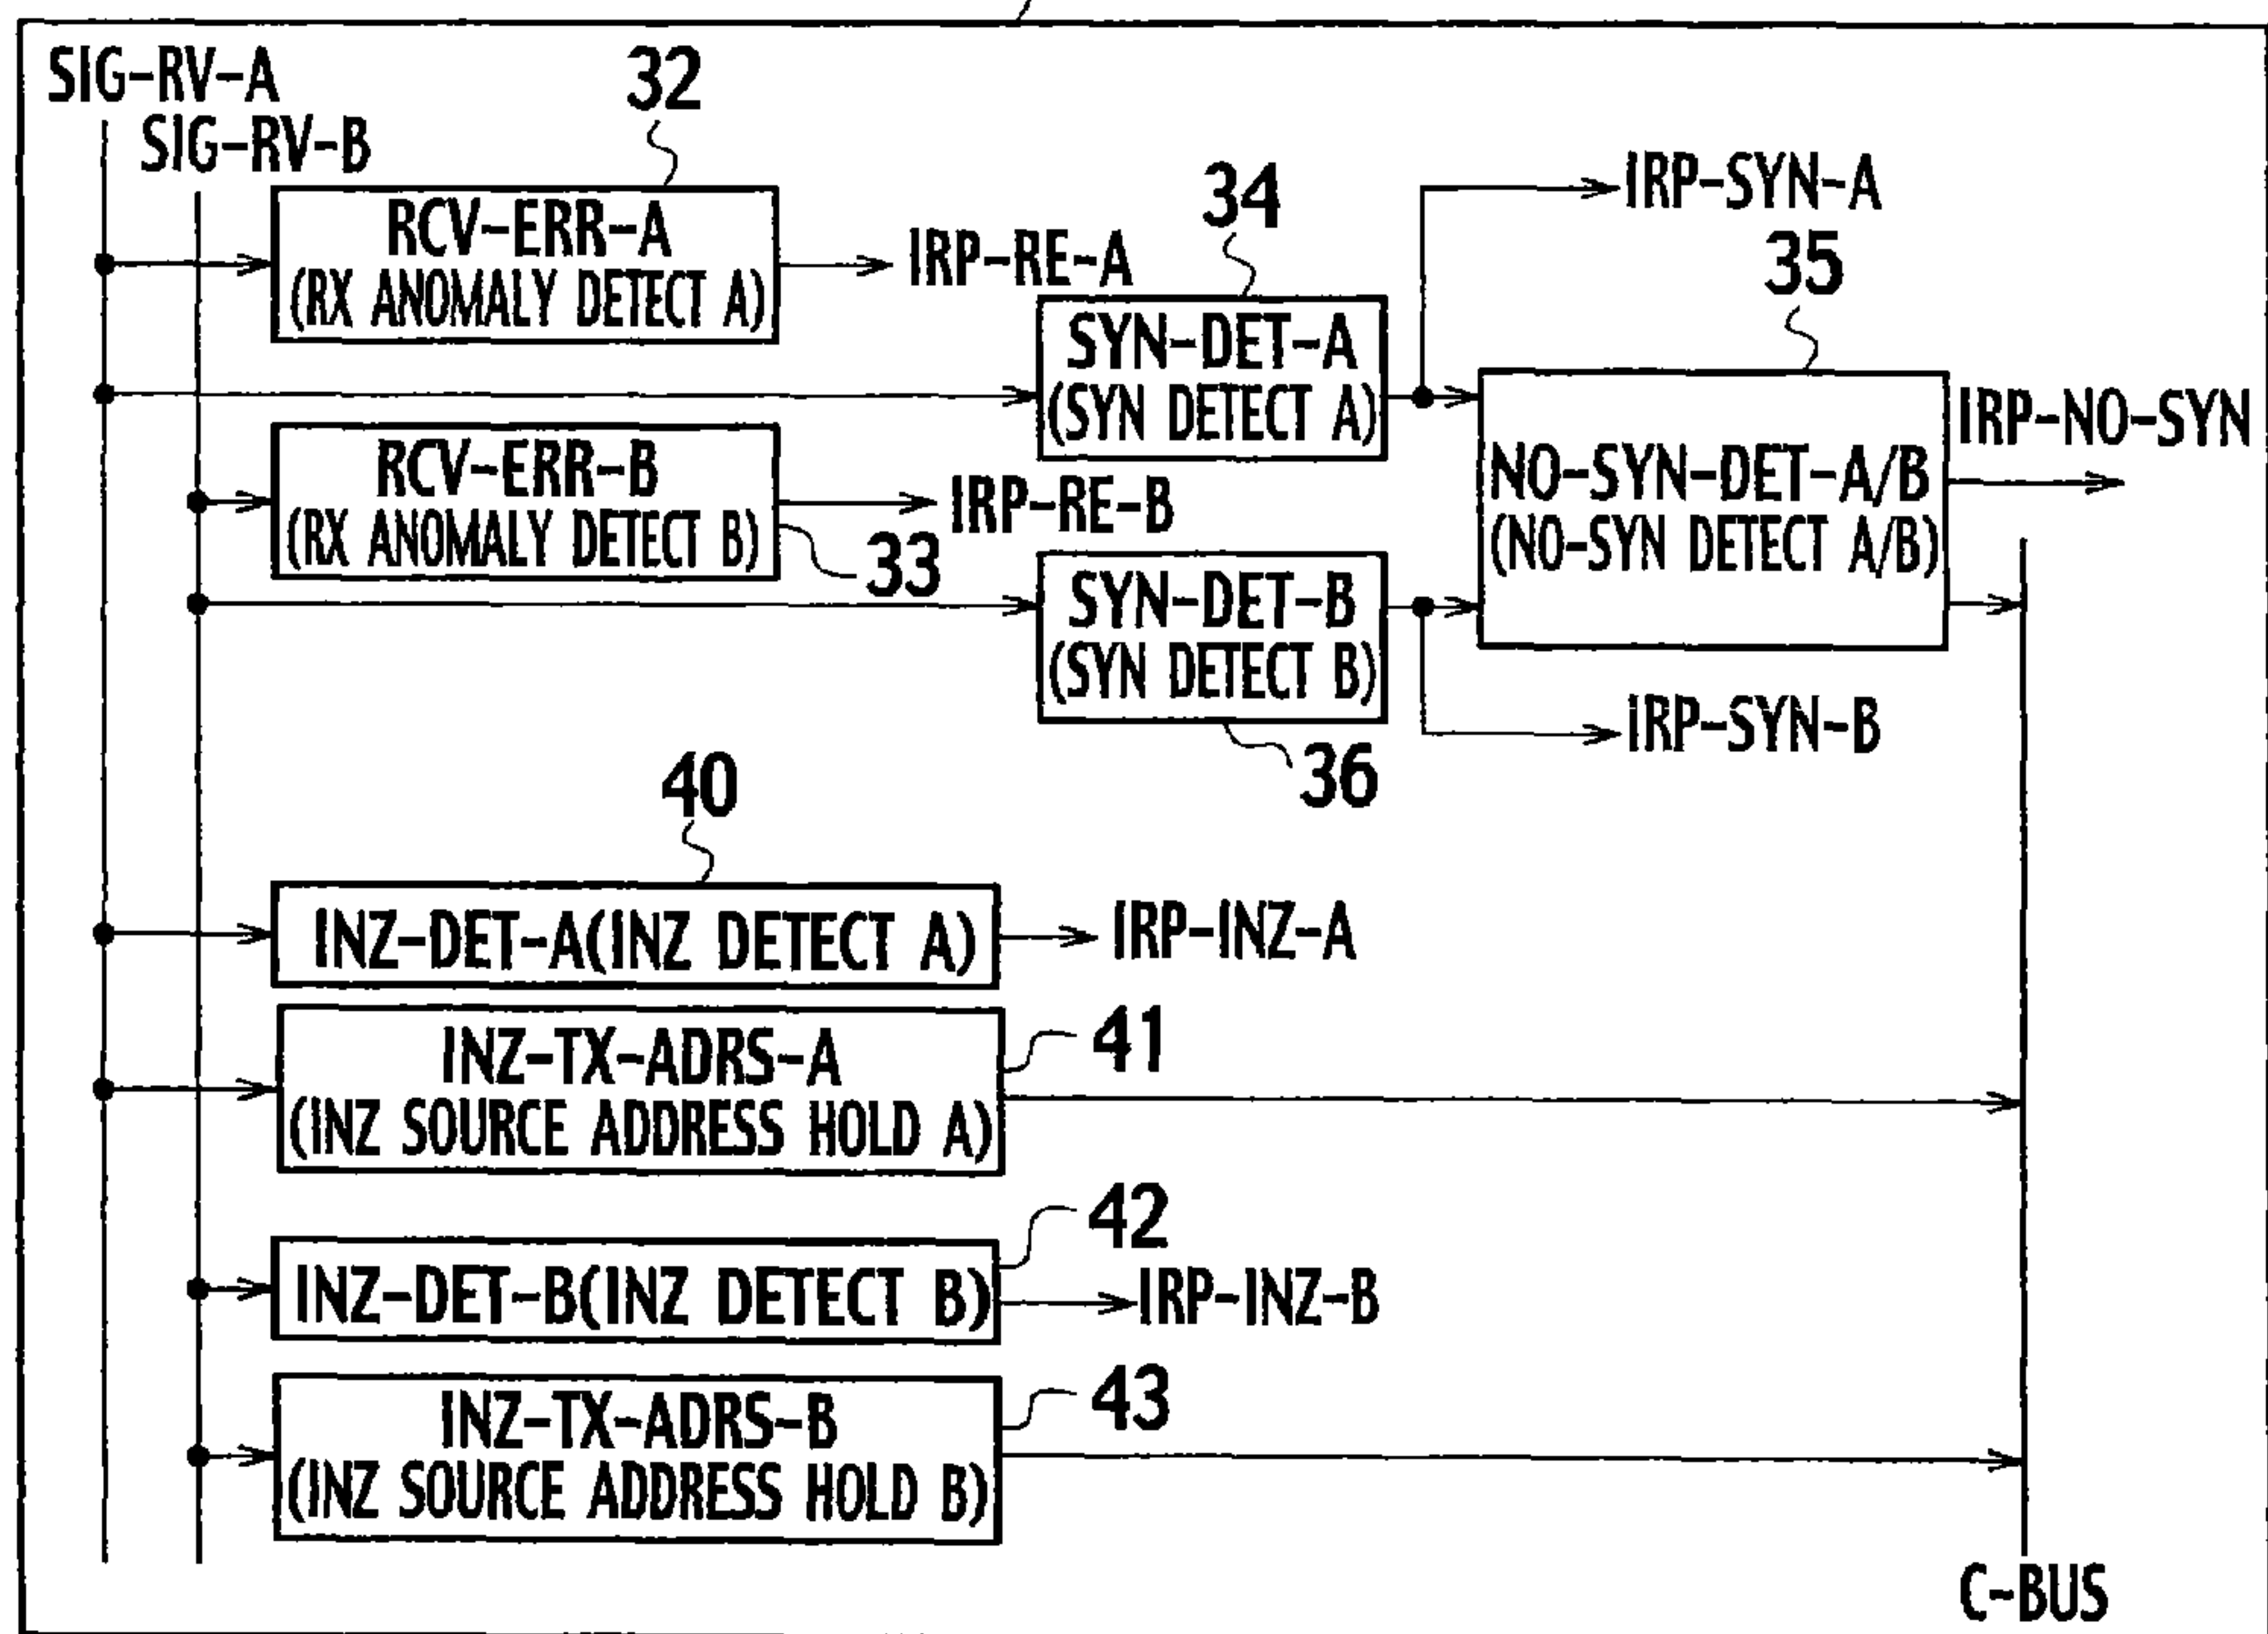 SIG-RV-A
SIG-RV-B
32
RCV-ERR-A
(RX ANOMALY DETECT A)
IRP-RE-A
34
SYN-DET-A
(SYN DETECT A)
IRP-SYN-A
35
NO-SYN-DET-A/B
(NO-SYN DETECT A/B)
IRP-NO-SYN
RCV-ERR-B
(RX ANOMALY DETECT B)
33
IRP-RE-B
SYN-DET-B
(SYN DETECT B)
36
IRP-SYN-B
40
INZ-DET-A(INZ DETECT A)
IRP-INZ-A
INZ-TX-ADRS-A
(INZ SOURCE ADDRESS HOLD A)
41
42
INZ-DET-B(INZ DETECT B)
IRP-INZ-B
INZ-TX-ADRS-B
(INZ SOURCE ADDRESS HOLD B)
43
C-BUS